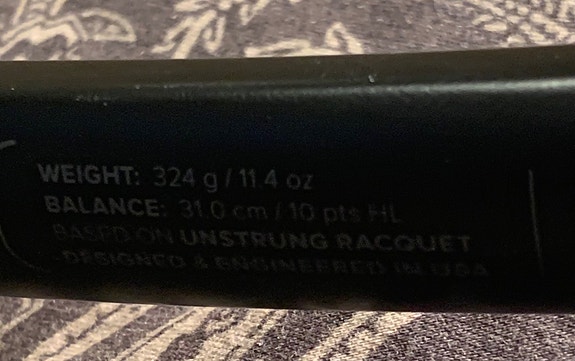 WEIGHT: 324 g / 11.4 oz
BALANCE: 31.0 cm / 10 pts HL
BASED ON UNSTRUNG RACQUET
- DESIGNED & ENGINEERED IN USA